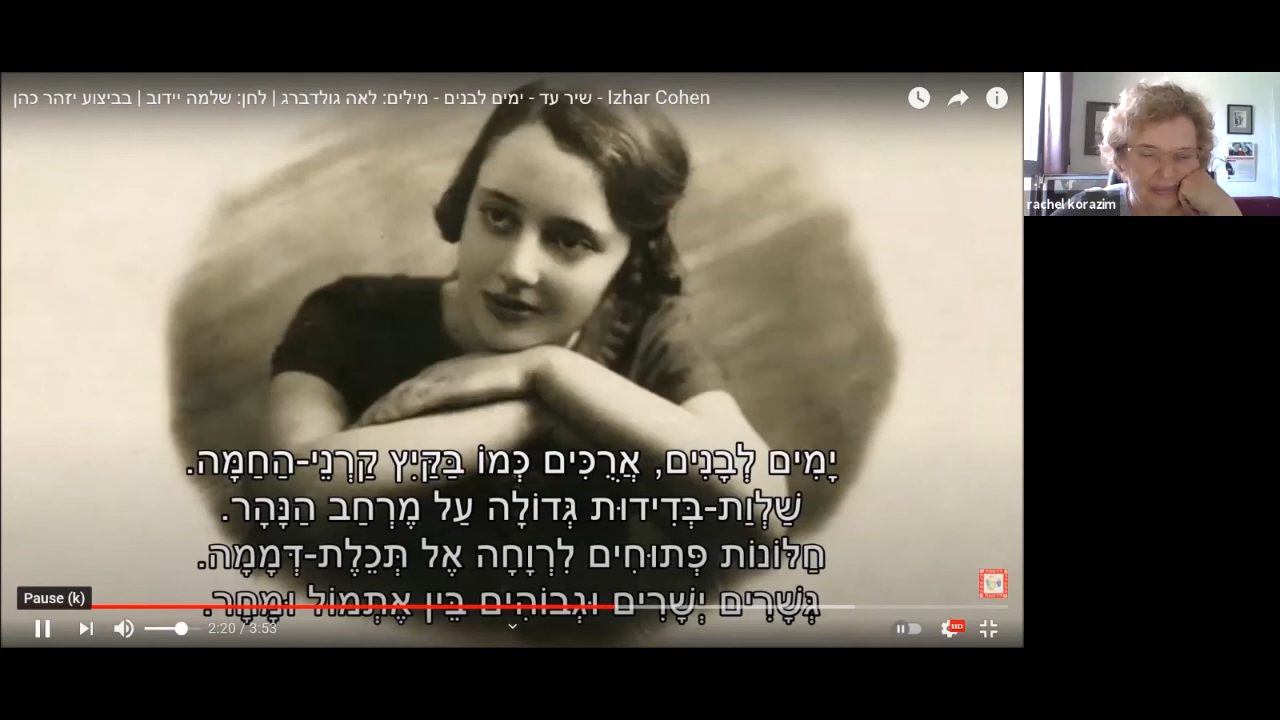 שיר עד - ימים לבנים - מילים: לאה גולדברג | לחן: שלמה יידוב | בביצוע יזהר כהן - Izhar Cohen
rachel korazim
יָמִים לְבָנִים, אֲרֻכִּים כְּמוֹ בַּקַּיִץ קַרְנֵי-הַחַמָּה.
שַׁלְוַת-בְּדִידוּת גְּדוֹלָה עַל מֶרְחַב הַנָּהָר.
חַלּוֹנוֹת פְּתוּחִים לִרְוָחָה אֶל תְּכֵלֶת-דְּמָמָה.
גְּשָׁרִים יְשָׁרִים וּגְבוֹהִים בֵּין אֶתְמוֹל וּמָחָר.
Pause (k)
2:20 / 3:53
HD